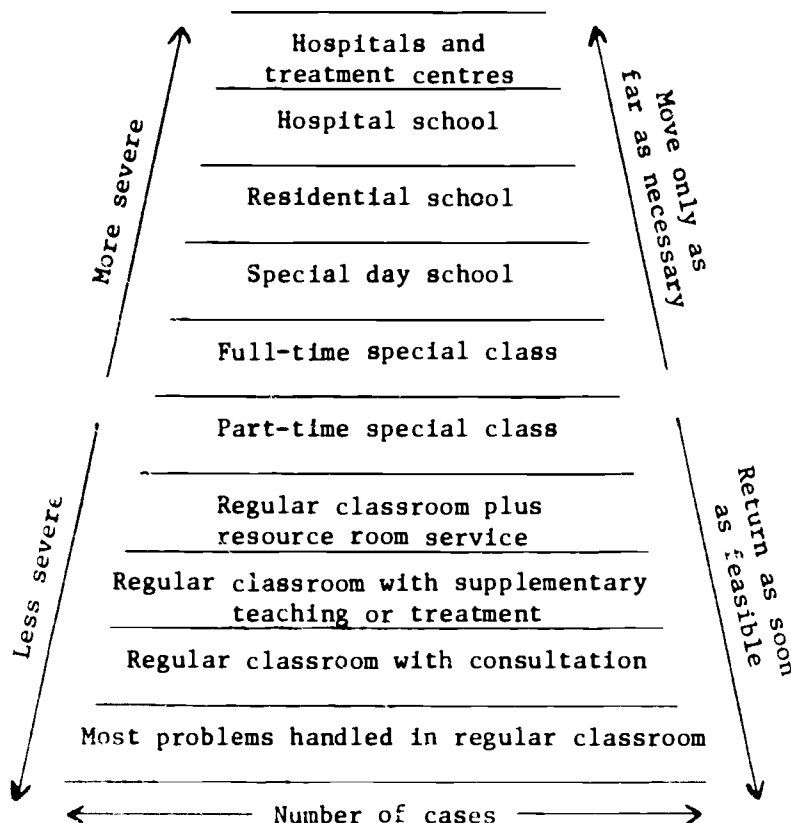 Hospitals and
treatment centres
Hospital school
Residential school
Special day school
Full-time special class
Part-time special class
Regular classroom plus
resource room service
Regular classroom with supplementary
teaching or treatment
Regular classroom with consultation
Most problems handled in regular classroom
Number of cases
More severe
Less severe
Move only as
far as necessary
Return as soon
as feasible